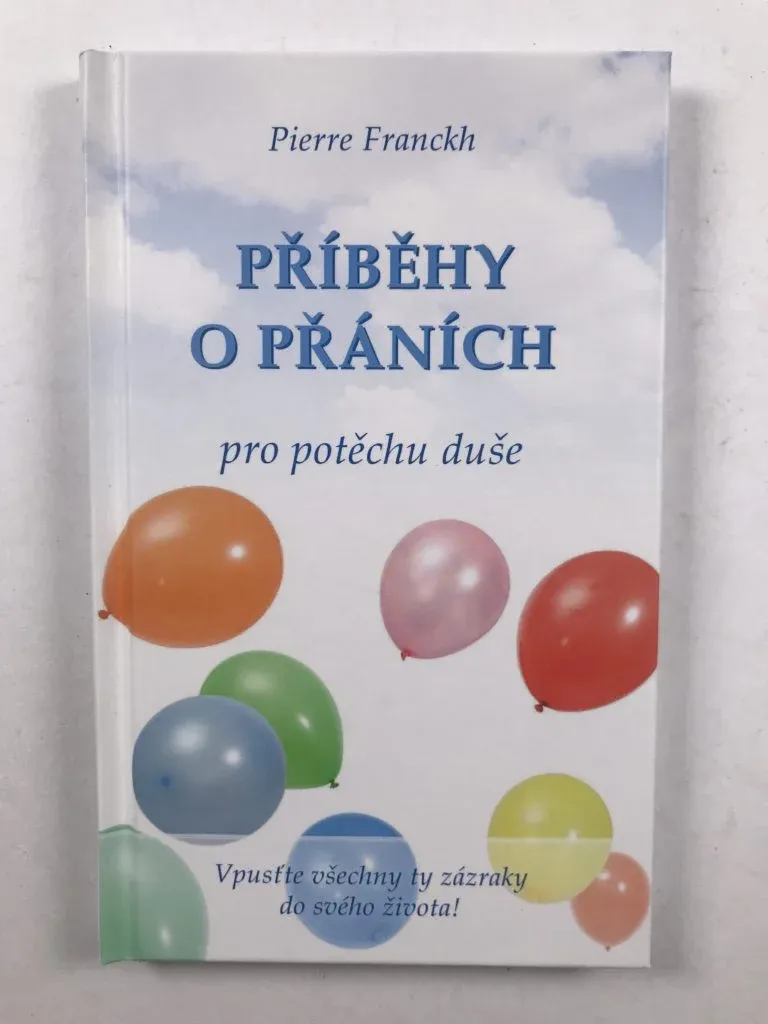 Pierre Franckh
PŘÍBĚHY
O PŘÁNÍCH
pro potěchu duše
Vpusťte všechny ty zázraky
do svého života!